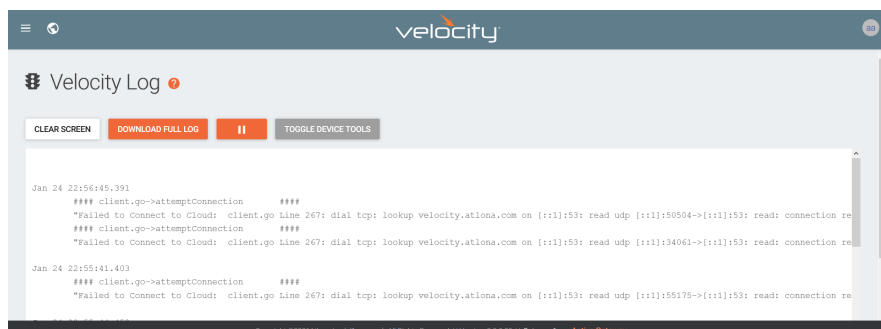 velocity
aa
Velocity Log ?
CLEAR SCREEN DOWNLOAD FULL LOG TOGGLE DEVICE TOOLS
Jan 24 22:56:45.391
#### client.go->attemptConnection ####
"Failed to Connect to Cloud: client.go Line 267: dial tcp: lookup velocity.atlona.com on [::1]:53: read udp [::1]:50504->[::1]:53: read: connection re
#### client.go->attemptConnection ####
"Failed to Connect to Cloud: client.go Line 267: dial tcp: lookup velocity.atlona.com on [::1]:53: read udp [::1]:34061->[::1]:53: read: connection re
Jan 24 22:55:41.403
#### client.go->attemptConnection ####
"Failed to Connect to Cloud: client.go Line 267: dial tcp: lookup velocity.atlona.com on [::1]:53: read udp [::1]:55175->[::1]:53: read: connection re